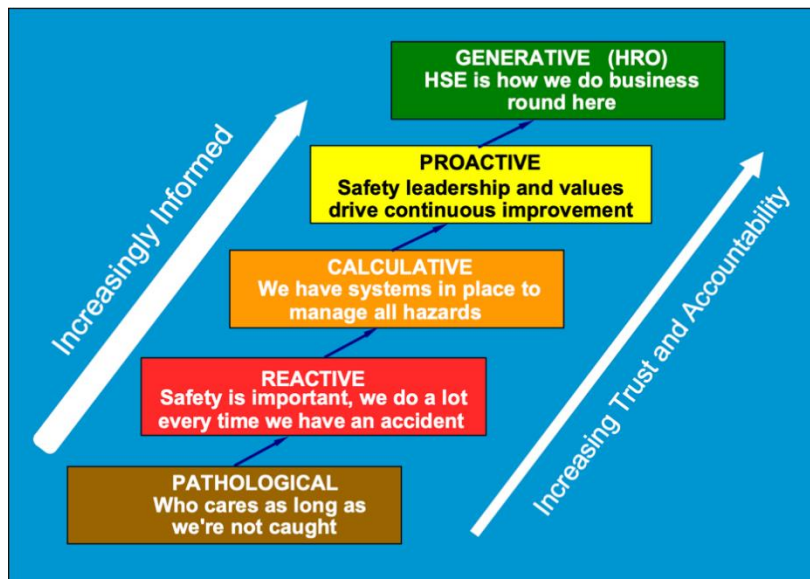 GENERATIVE (HRO)
HSE is how we do business
round here
PROACTIVE
Safety leadership and values
drive continuous improvement
CALCULATIVE
We have systems in place to
manage all hazards
REACTIVE
Safety is important, we do a lot
every time we have an accident
PATHOLOGICAL
Who cares as long as
we're not caught
Increasingly Informed
Increasing Trust and Accountability